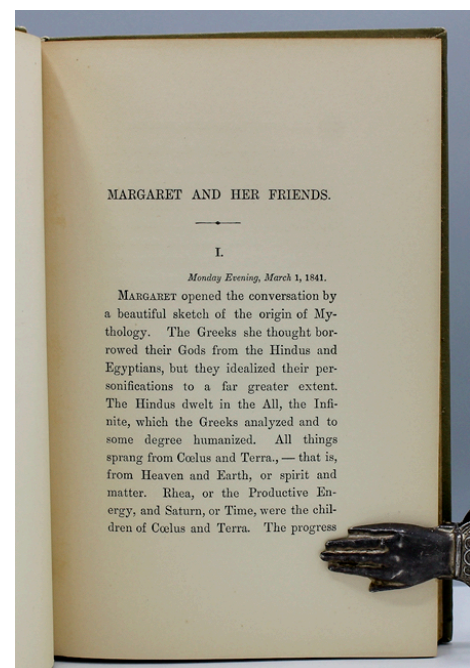 MARGARET AND HER FRIENDS.
I.
Monday Evening, March 1, 1841.
MARGARET opened the conversation by
a beautiful sketch of the origin of My-
thology. The Greeks she thought bor-
rowed their Gods from the Hindus and
Egyptians, but they idealized their per-
sonifications to a far greater extent.
The Hindus dwelt in the All, the Infi-
nite, which the Greeks analyzed and to
some degree humanized. All things
sprang from Cœlus and Terra., — that is,
from Heaven and Earth, or spirit and
matter. Rhea, or the Productive En-
ergy, and Saturn, or Time, were the chil-
dren of Cœlus and Terra. The progress